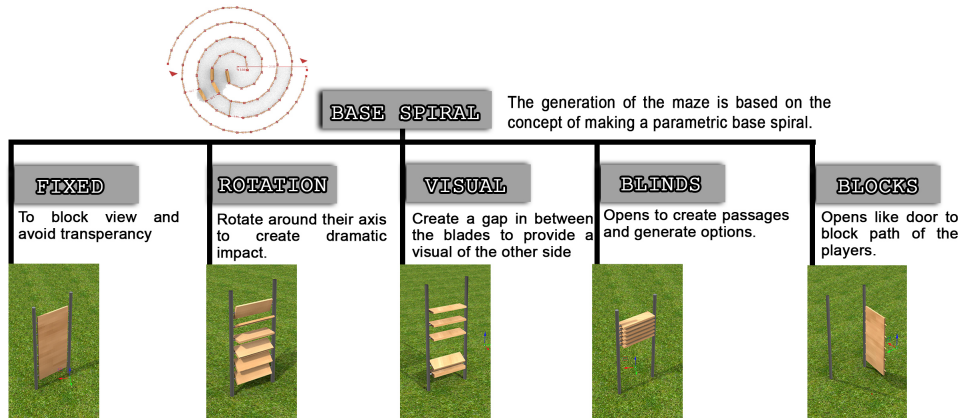 BASE SPIRAL
The generation of the maze is based on the
concept of making a parametric base spiral.
FIXED
To block view and
avoid transperancy
ROTATION
Rotate around their axis
to create dramatic
impact.
VISUAL
Create a gap in between
the blades to provide a
visual of the other side
BLINDS
Opens to create passages
and generate options.
BLOCKS
Opens like door to
block path of the
players.